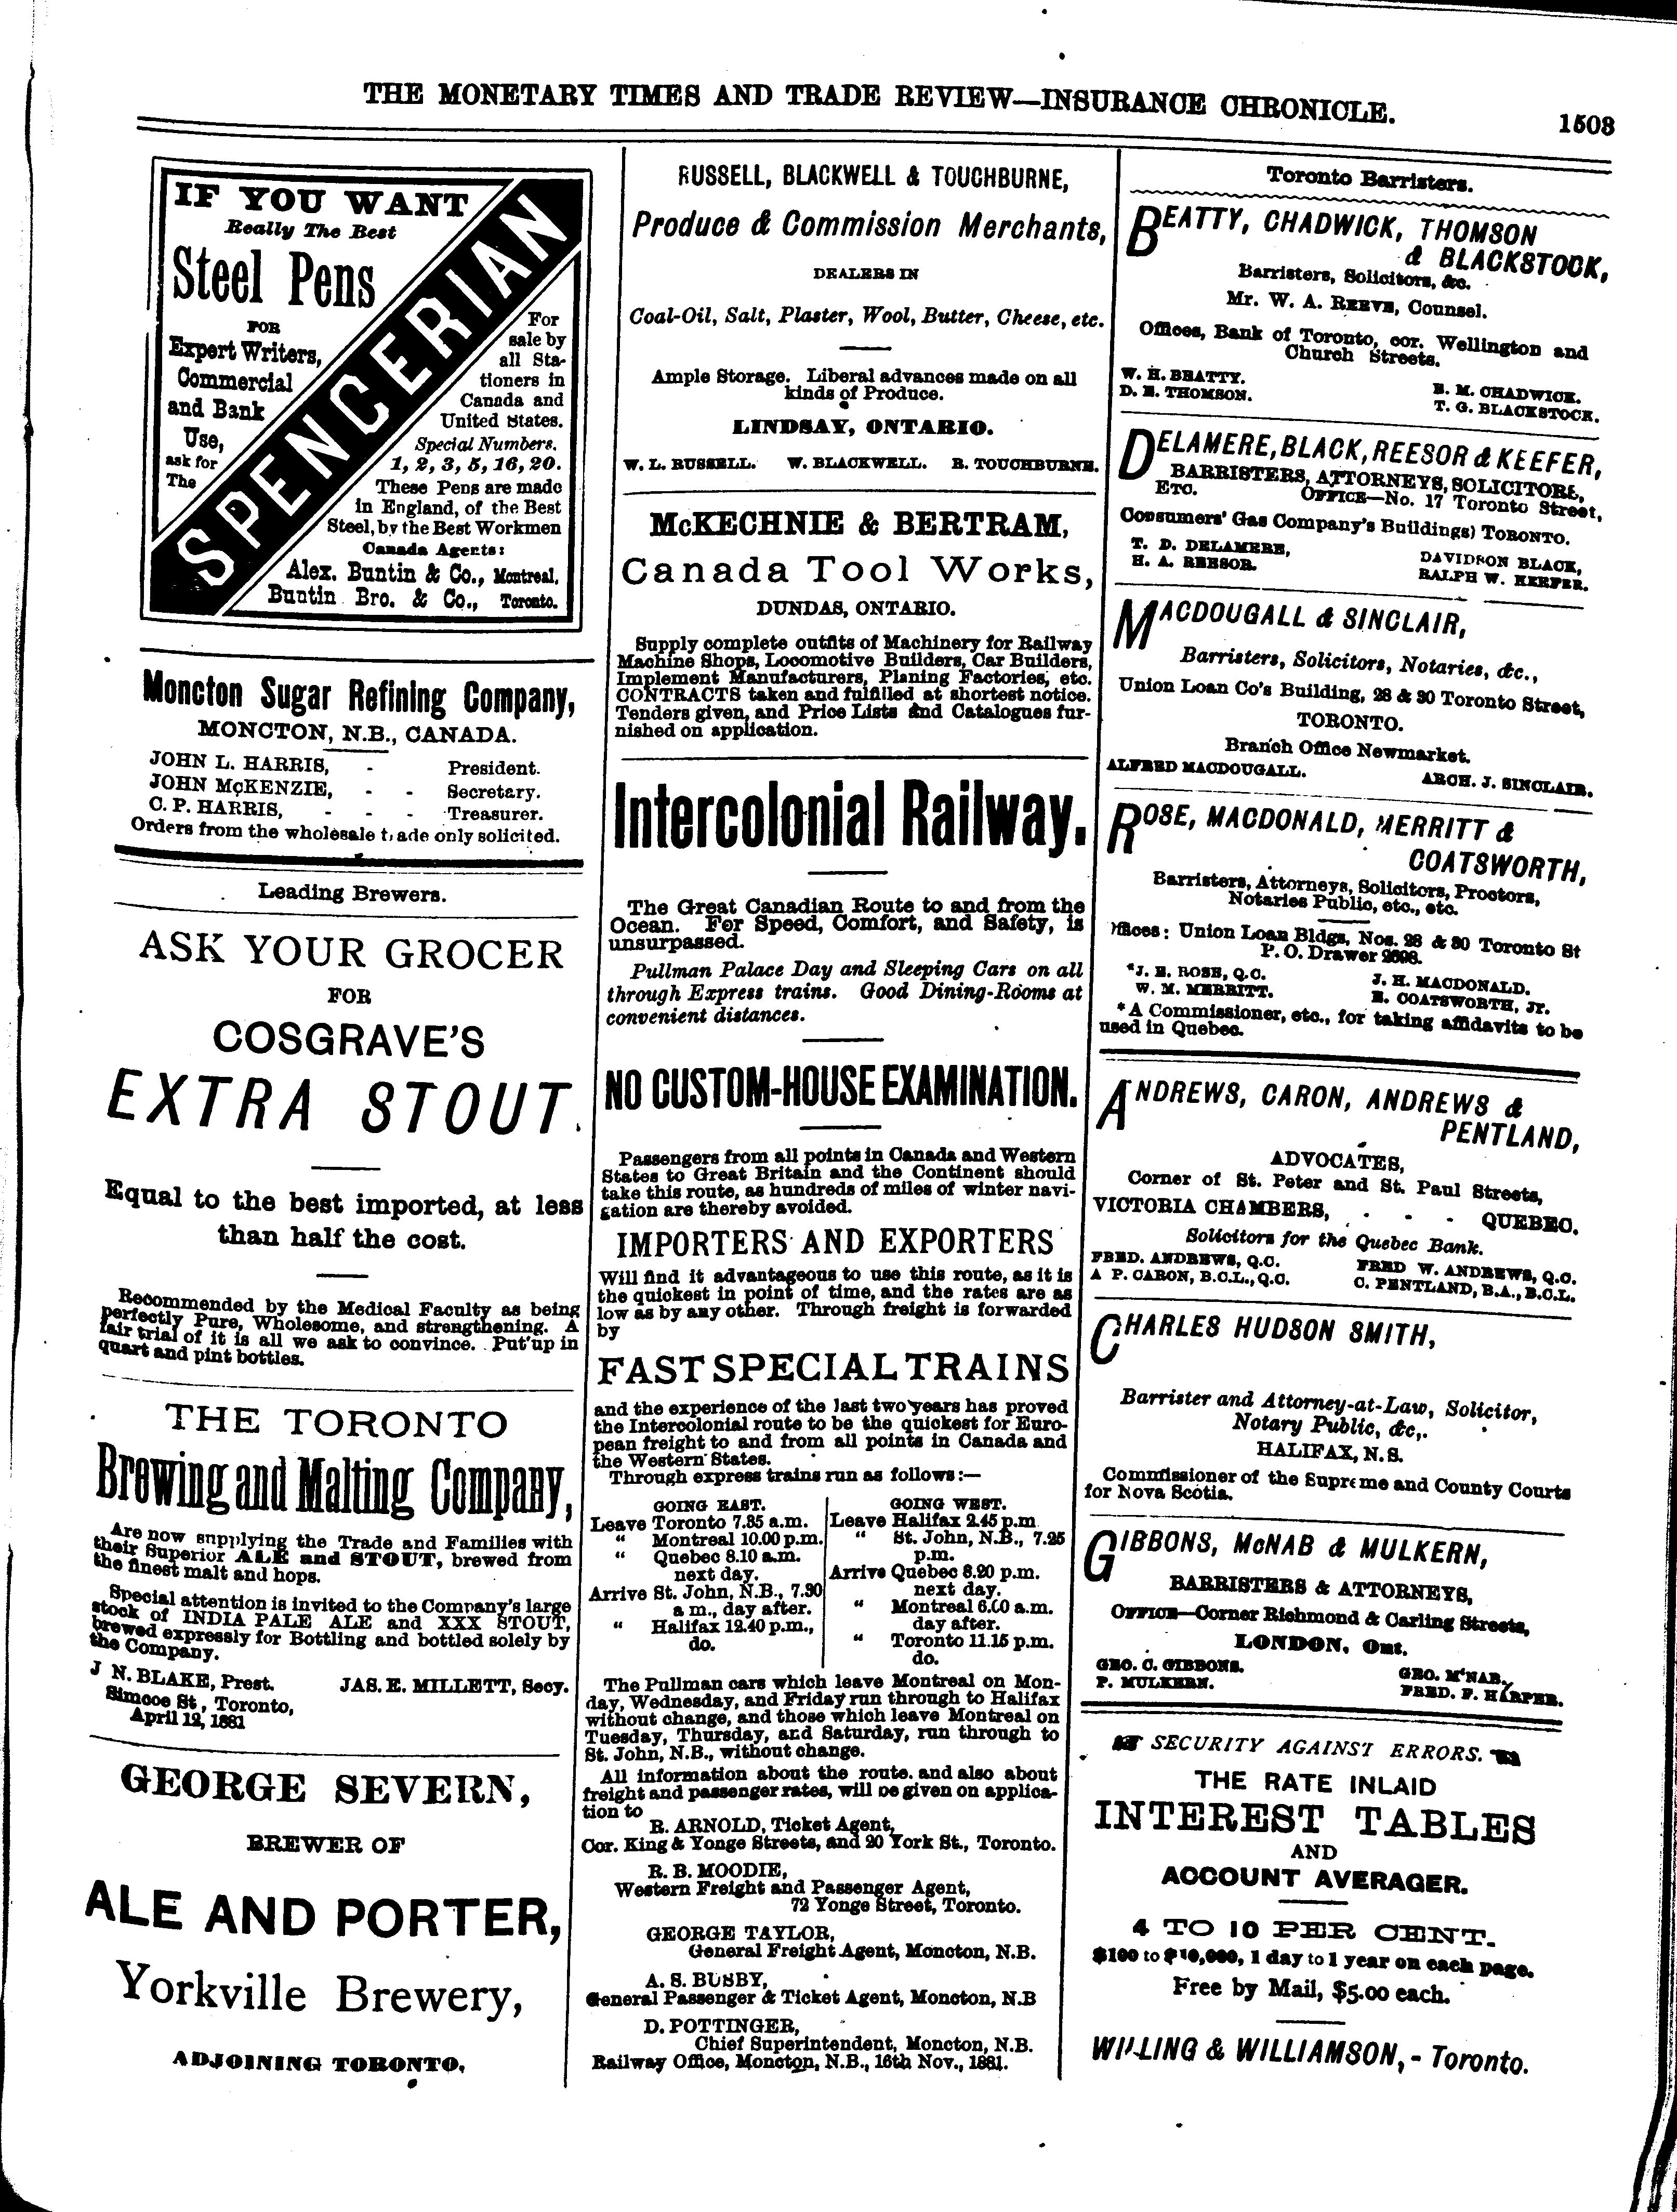 THE MONETARY TIMES AND TRADE REVIEW—INSURANCE CHRONICLE.
1503
IF YOU WANT
Really The Best
Steel Pens
FOR
Expert Writers,
Commercial
and Bank
Use,
ask for
The
SPENCERIAN
For
sale by
all Sta-
tioners in
Canada and
United States.
Special Numbers.
1, 2, 3, 5, 16, 20.
These Pens are made
in England, of the Best
Steel, by the Best Workmen
Canada Agents:
Alex. Buntin & Co., Montreal.
Buntin Bro. & Co., Toronto.
Moncton Sugar Refining Company,
MONCTON, N.B., CANADA.
JOHN L. HARRIS, - President.
JOHN McKENZIE, - - Secretary.
C. P. HARRIS, - - - Treasurer.
Orders from the wholesale trade only solicited.
Leading Brewers.
ASK YOUR GROCER
FOR
COSGRAVE'S
EXTRA STOUT.
Equal to the best imported, at less
than half the cost.
Recommended by the Medical Faculty as being
perfectly Pure, Wholesome, and strengthening. A
fair trial of it is all we ask to convince. Put up in
quart and pint bottles.
THE TORONTO
Brewing and Malting Company,
Are now supplying the Trade and Families with
their Superior ALE and STOUT, brewed from
the finest malt and hops.
Special attention is invited to the Company's large
stock of INDIA PALE ALE and XXX STOUT,
brewed expressly for Bottling and bottled solely by
the Company.
J N. BLAKE, Prest. JAS. E. MILLETT, Secy.
Simcoe St, Toronto,
April 12, 1881
GEORGE SEVERN,
BREWER OF
ALE AND PORTER,
Yorkville Brewery,
ADJOINING TORONTO.
RUSSELL, BLACKWELL & TOUCHBURNE,
Produce & Commission Merchants,
DEALERS IN
Coal-Oil, Salt, Plaster, Wool, Butter, Cheese, etc.
Ample Storage. Liberal advances made on all
kinds of Produce.
LINDSAY, ONTARIO.
W. L. RUSSELL. W. BLACKWELL. R. TOUCHBURNE.
McKECHNIE & BERTRAM,
Canada Tool Works,
DUNDAS, ONTARIO.
Supply complete outfits of Machinery for Railway
Machine Shops, Locomotive Builders, Car Builders,
Implement Manufacturers, Planing Factories, etc.
CONTRACTS taken and fulfilled at shortest notice.
Tenders given, and Price Lists and Catalogues fur-
nished on application.
Intercolonial Railway.
The Great Canadian Route to and from the
Ocean. For Speed, Comfort, and Safety, is
unsurpassed.
Pullman Palace Day and Sleeping Cars on all
through Express trains. Good Dining-Rooms at
convenient distances.
NO CUSTOM-HOUSE EXAMINATION.
Passengers from all points in Canada and Western
States to Great Britain and the Continent should
take this route, as hundreds of miles of winter navi-
gation are thereby avoided.
IMPORTERS AND EXPORTERS
Will find it advantageous to use this route, as it is
the quickest in point of time, and the rates are as
low as by any other. Through freight is forwarded
by
FAST SPECIAL TRAINS
and the experience of the last two years has proved
the Intercolonial route to be the quickest for Euro-
pean freight to and from all points in Canada and
the Western States.
Through express trains run as follows:—
GOING EAST.
Leave Toronto 7.35 a.m.
" Montreal 10.00 p.m.
" Quebec 8.10 a.m.
next day.
Arrive St. John, N.B., 7.30
a m., day after.
" Halifax 12.40 p.m.,
do.
GOING WEST.
Leave Halifax 2.45 p.m
" St. John, N.B., 7.25
p.m.
Arrive Quebec 8.20 p.m.
next day.
" Montreal 6.00 a.m.
day after.
" Toronto 11.15 p.m.
do.
The Pullman cars which leave Montreal on Mon-
day, Wednesday, and Friday run through to Halifax
without change, and those which leave Montreal on
Tuesday, Thursday, and Saturday, run through to
St. John, N.B., without change.
All information about the route. and also about
freight and passenger rates, will be given on applica-
tion to
R. ARNOLD, Ticket Agent,
Cor. King & Yonge Streets, and 20 York St., Toronto.
R. B. MOODIE,
Western Freight and Passenger Agent,
72 Yonge Street, Toronto.
GEORGE TAYLOR,
General Freight Agent, Moncton, N.B.
A. S. BUSBY,
General Passenger & Ticket Agent, Moncton, N.B
D. POTTINGER,
Chief Superintendent, Moncton, N.B.
Railway Office, Moncton, N.B., 16th Nov., 1881.
Toronto Barristers.
BEATTY, CHADWICK, THOMSON
& BLACKSTOCK,
Barristers, Solicitors, &c.
Mr. W. A. REEVE, Counsel.
Offices, Bank of Toronto, cor. Wellington and
Church Streets.
W. H. BEATTY. E. M. CHADWICK.
D. E. THOMSON. T. G. BLACKSTOCK.
DELAMERE, BLACK, REESOR & KEEFER,
BARRISTERS, ATTORNEYS, SOLICITORS,
ETC. OFFICE—No. 17 Toronto Street,
Consumers' Gas Company's Buildings) TORONTO.
T. D. DELAMERE, DAVIDSON BLACK,
H. A. REESOR. RALPH W. KEEFER.
MACDOUGALL & SINCLAIR,
Barristers, Solicitors, Notaries, &c.,
Union Loan Co's Building, 28 & 30 Toronto Street,
TORONTO.
Branch Office Newmarket.
ALFRED MACDOUGALL. ARCH. J. SINCLAIR.
ROSE, MACDONALD, MERRITT &
COATSWORTH,
Barristers, Attorneys, Solicitors, Proctors,
Notaries Public, etc., etc.
Offices: Union Loan Bldgs, Nos. 28 & 30 Toronto St
P. O. Drawer 2698.
*J. E. ROSE, Q.C. J. H. MACDONALD.
W. M. MERRITT. E. COATSWORTH, Jr.
*A Commissioner, etc., for taking affidavits to be
used in Quebec.
ANDREWS, CARON, ANDREWS &
PENTLAND,
ADVOCATES,
Corner of St. Peter and St. Paul Streets,
VICTORIA CHAMBERS, - - - QUEBEC.
Solicitors for the Quebec Bank.
FRED. ANDREWS, Q.C. FRED W. ANDREWS, Q.C.
A P. CARON, B.C.L., Q.C. C. PENTLAND, B.A., B.C.L.
CHARLES HUDSON SMITH,
Barrister and Attorney-at-Law, Solicitor,
Notary Public, &c,.
HALIFAX, N. S.
Commissioner of the Supreme and County Courts
for Nova Scotia.
GIBBONS, McNAB & MULKERN,
BARRISTERS & ATTORNEYS,
OFFICE—Corner Richmond & Carling Streets,
LONDON, Ont.
GEO. C. GIBBONS. GEO. M'NAB,
P. MULKERN. FRED. F. HARPER.
SECURITY AGAINST ERRORS.
THE RATE INLAID
INTEREST TABLES
AND
ACCOUNT AVERAGER.
4 TO 10 PER CENT.
$100 to $10,000, 1 day to 1 year on each page.
Free by Mail, $5.00 each.
WILLING & WILLIAMSON, - Toronto.